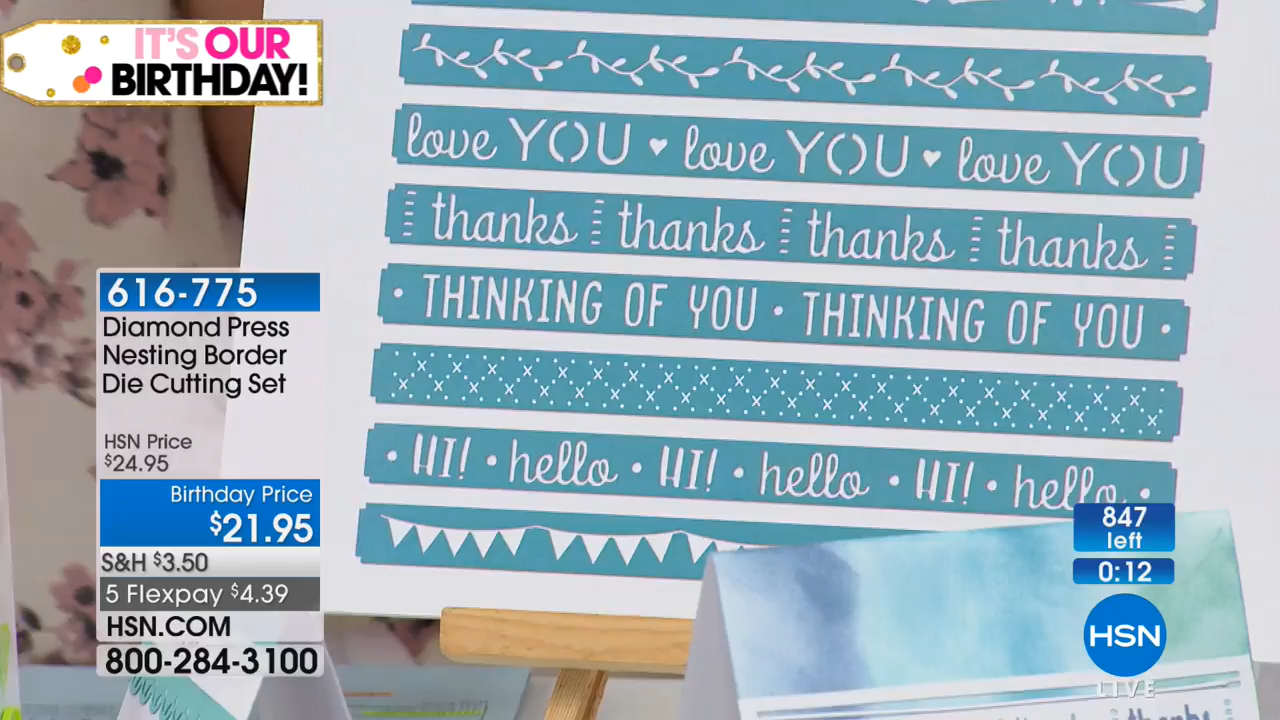 IT'S OUR
BIRTHDAY!
love YOU ♥ love YOU ♥ love YOU
thanks thanks thanks thanks
• THINKING OF YOU • THINKING OF YOU •
• HI! • hello • HI! • hello • HI! • hello •
616-775
Diamond Press
Nesting Border
Die Cutting Set
HSN Price
$24.95
Birthday Price
$21.95
S&H $3.50
5 Flexpay $4.39
HSN.COM
800-284-3100
847
left
0:12
HSN
LIVE
thanks